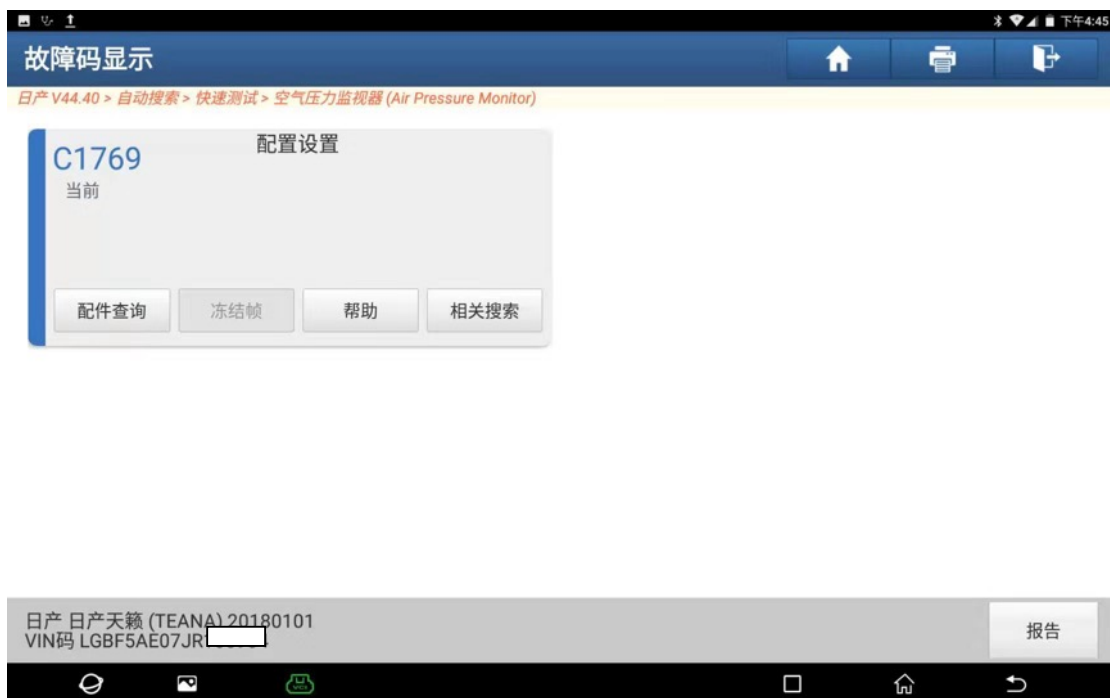 下午4:45
故障码显示
日产 V44.40 > 自动搜索 > 快速测试 > 空气压力监视器 (Air Pressure Monitor)
C1769
配置设置
当前
配件查询
冻结帧
帮助
相关搜索
日产 日产天籁 (TEANA) 20180101
VIN码 LGBF5AE07JR
报告
VCI